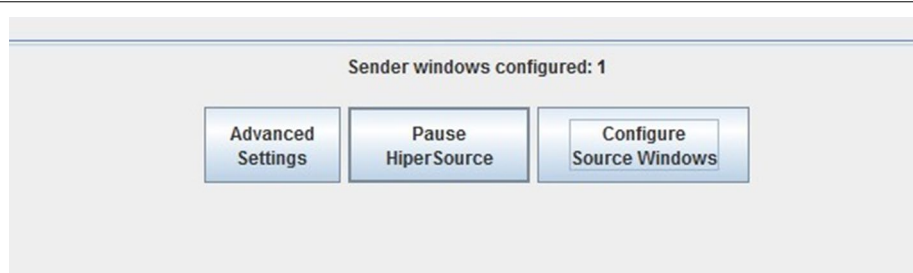 Sender windows configured: 1
Advanced
Settings
Pause
HiperSource
Configure
Source Windows